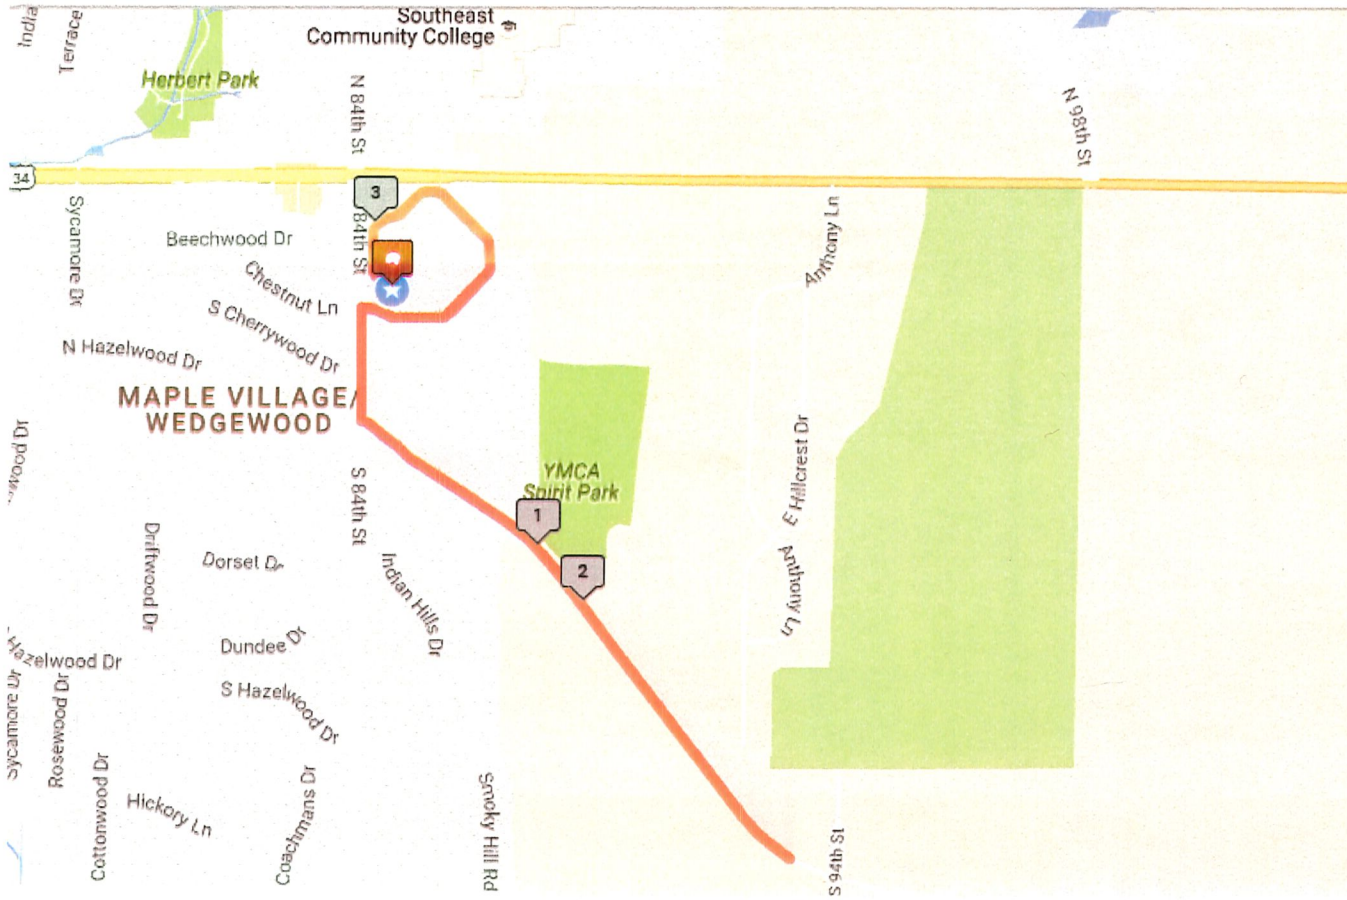 India
Terrace
Southeast
Community College
Herbert Park
N 84th St
N 98th St
34
3
Sycamore Dr
Beechwood Dr
84th St
Anthony Ln
Chestnut Ln
S Cherrywood Dr
N Hazelwood Dr
MAPLE VILLAGE/
WEDGEWOOD
YMCA
Spirit Park
1
2
S 84th St
E Hillcrest Dr
Anthony Ln
Driftwood Dr
Dorset Dr
Indian Hills Dr
Dundee Dr
Hazelwood Dr
S Hazelwood Dr
Sycamore Dr
Rosewood Dr
Cottonwood Dr
Hickory Ln
Coachmans Dr
Smoky Hill Rd
S 94th St